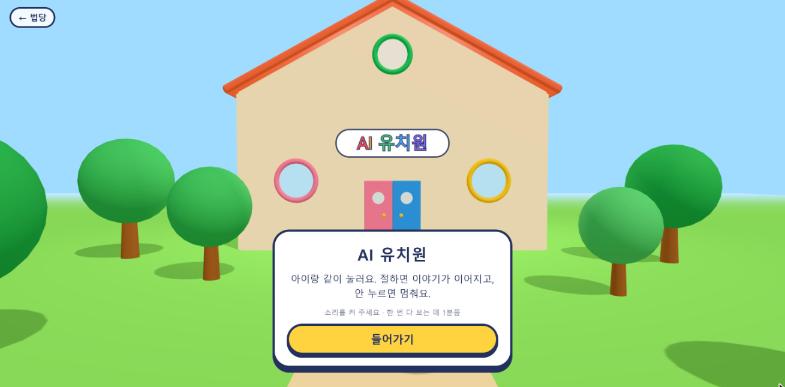 ← 법당
AI 유치원
AI 유치원
아이랑 같이 눌러요. 절하면 이야기가 이어지고,
안 누르면 멈춰요.
소리를 켜 주세요 · 한 번 다 보는 데 1분쯤
들어가기